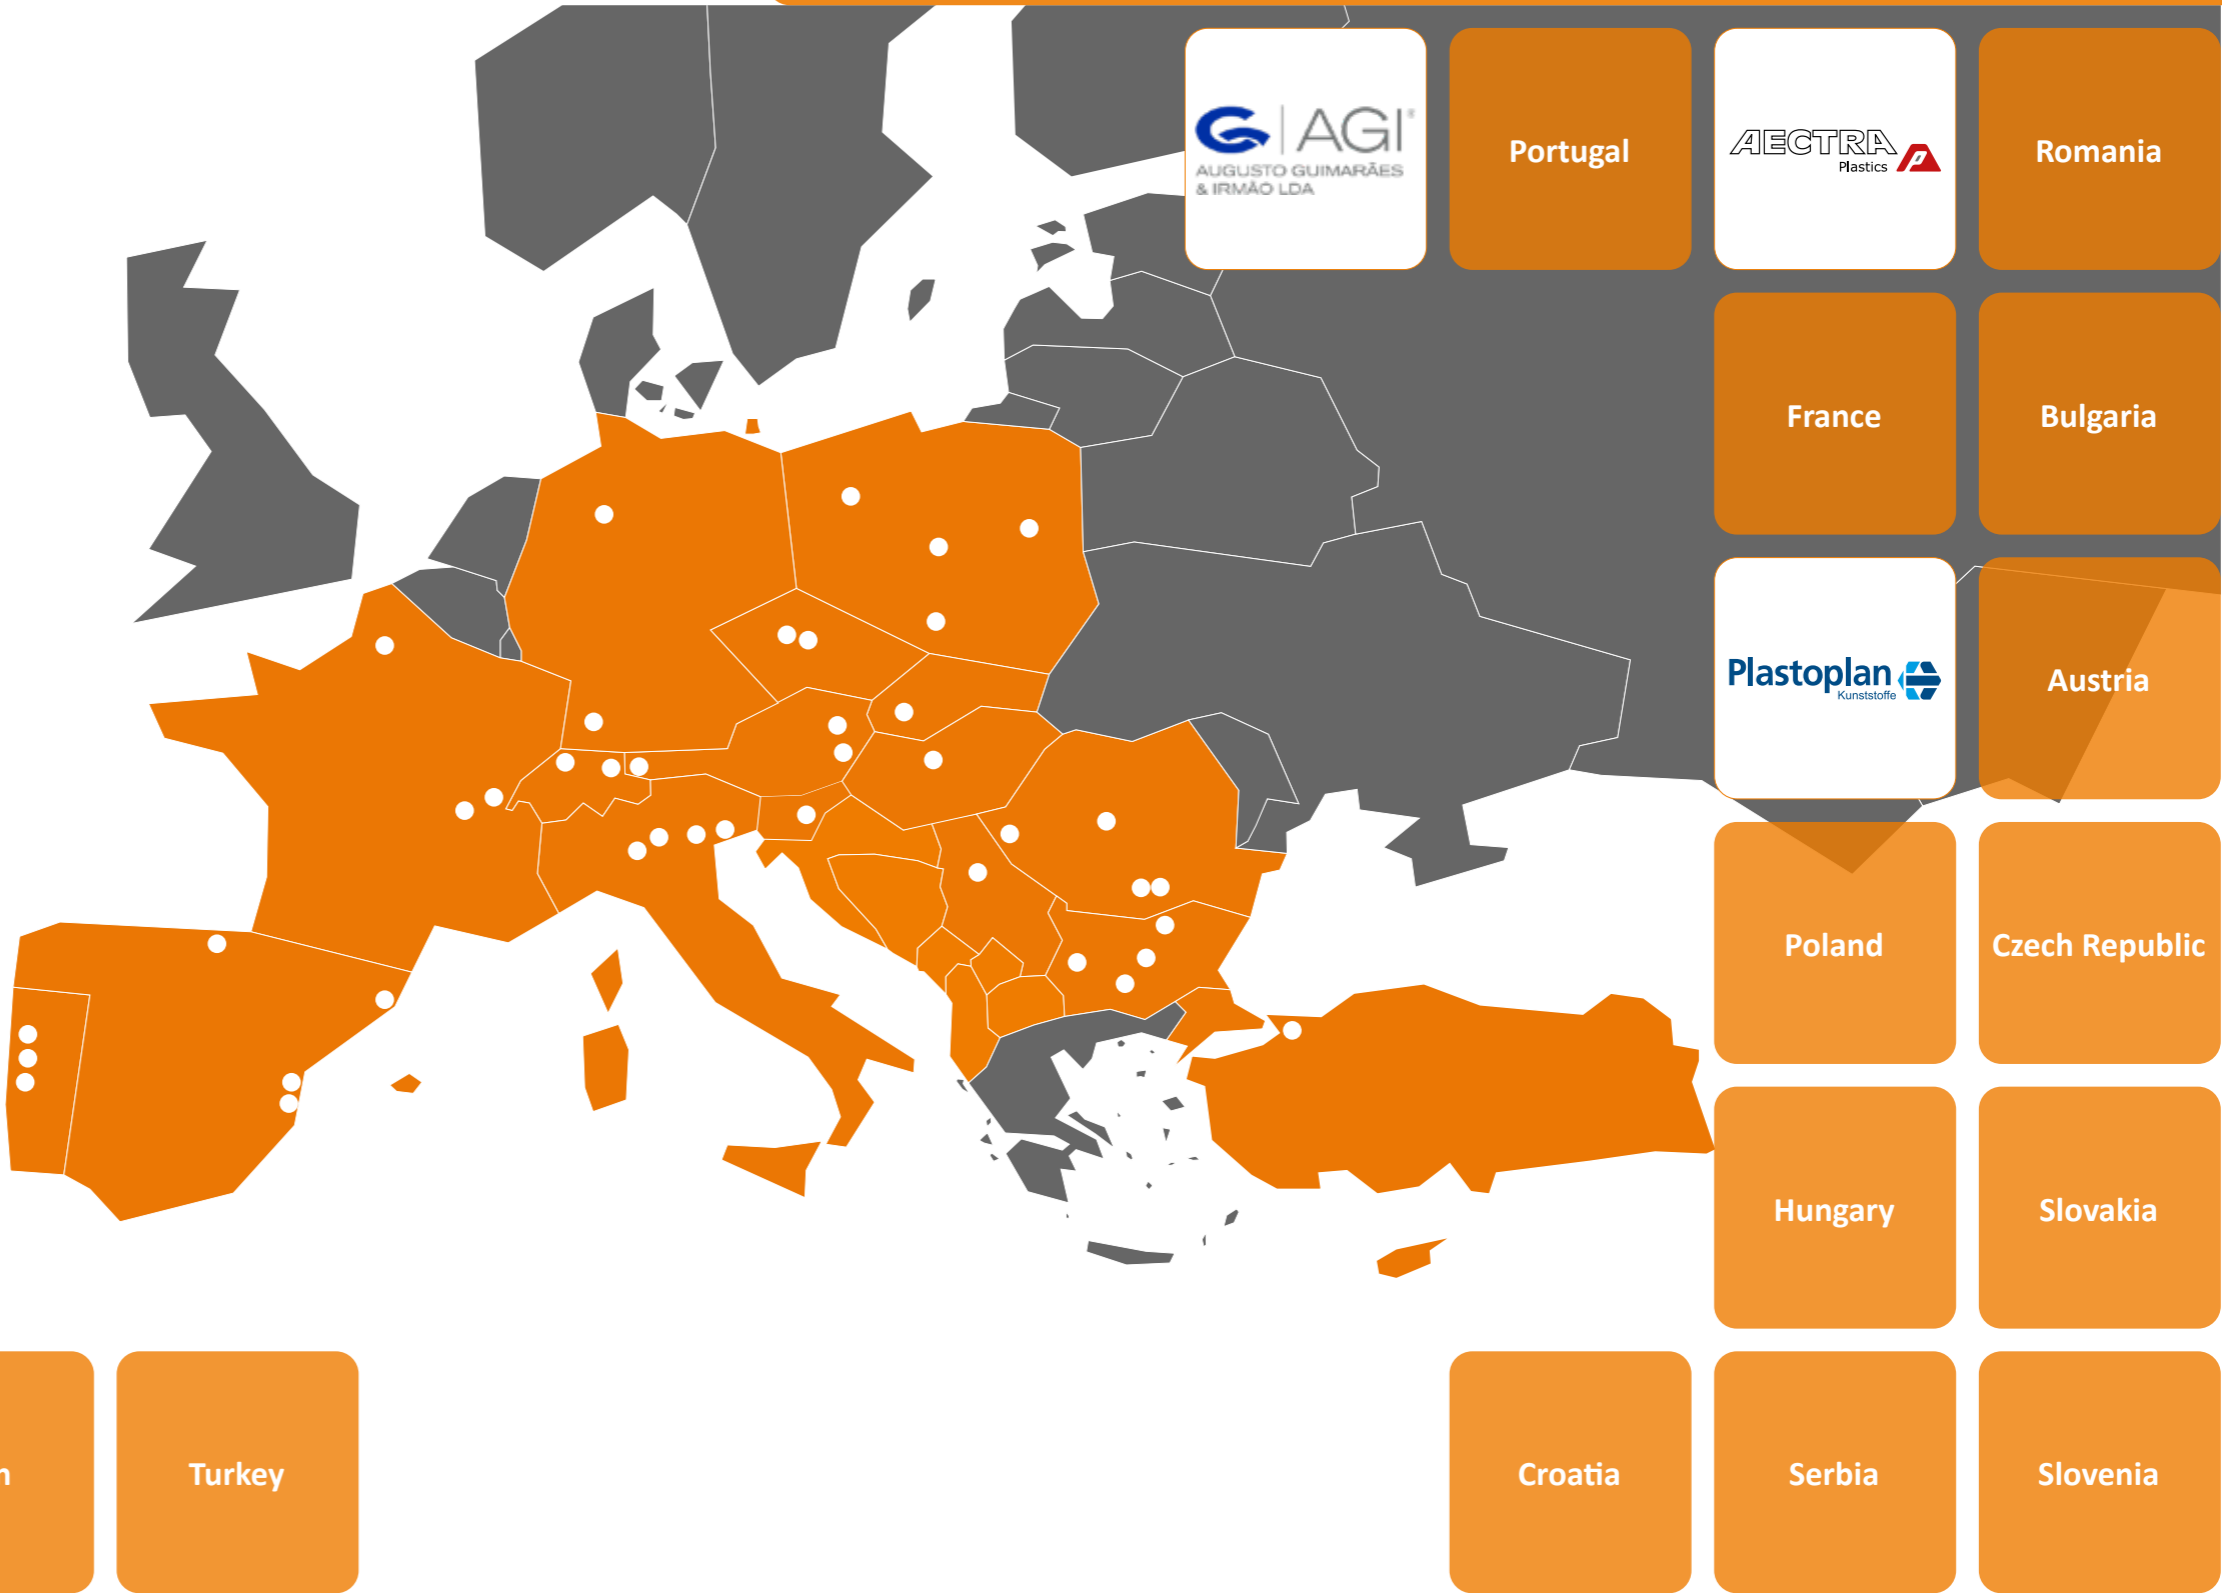 AGI
AUGUSTO GUIMARÃES
& IRMÃO LDA
Portugal
AECTRA
Plastics
Romania
France
Bulgaria
Plastoplan
Kunststoffe
Austria
Poland
Czech Republic
Hungary
Slovakia
n
Turkey
Croatia
Serbia
Slovenia